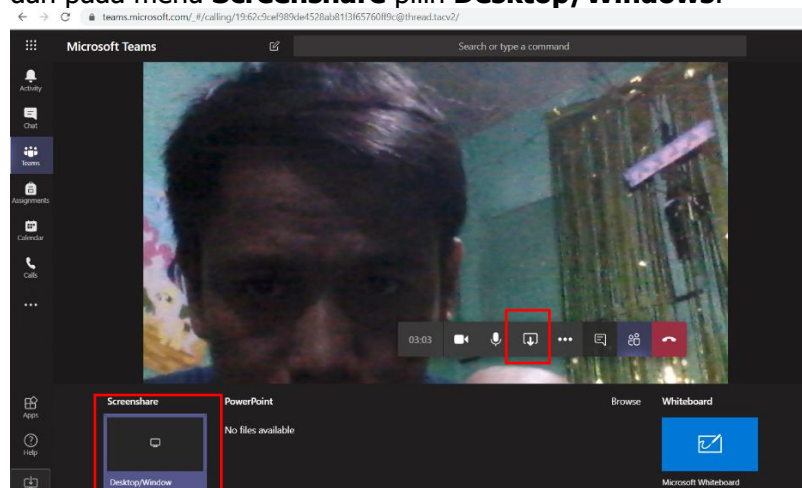 dan pada menu Screenshare pilih Desktop/Windows.
teams.microsoft.com/_#/calling/19:62c9cef989de4528ab81f3f65760ff9c@thread.tacv2/
Microsoft Teams
Search or type a command
Activity
Chat
Teams
Assignments
Calendar
Calls
03:03
Apps
Help
Screenshare
PowerPoint
Browse
Whiteboard
No files available
Desktop/Window
Microsoft Whiteboard